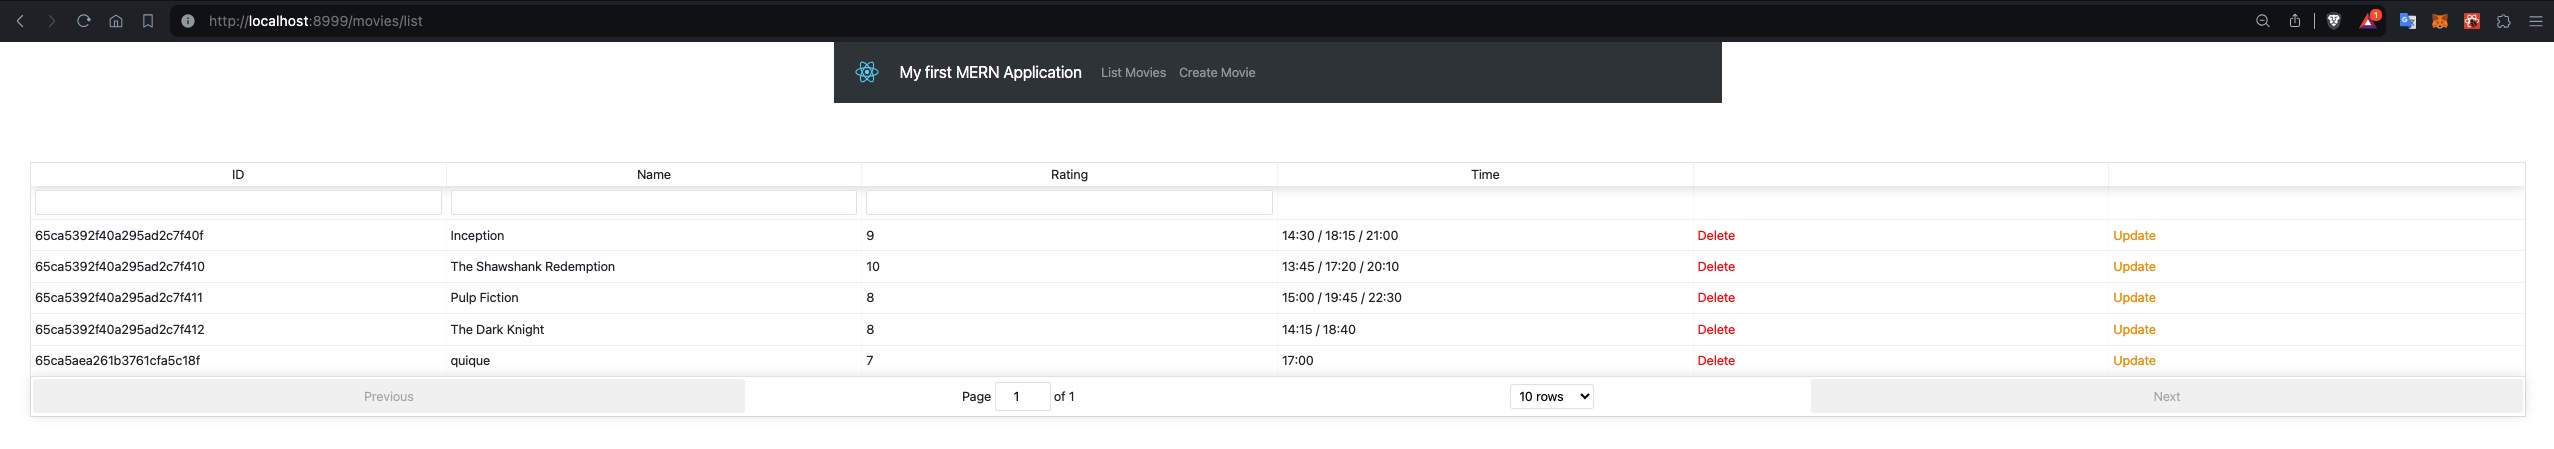 http://localhost:8999/movies/list
1
My first MERN Application List Movies Create Movie
ID Name Rating Time
65ca5392f40a295ad2c7f40f Inception 9 14:30 / 18:15 / 21:00 Delete Update
65ca5392f40a295ad2c7f410 The Shawshank Redemption 10 13:45 / 17:20 / 20:10 Delete Update
65ca5392f40a295ad2c7f411 Pulp Fiction 8 15:00 / 19:45 / 22:30 Delete Update
65ca5392f40a295ad2c7f412 The Dark Knight 8 14:15 / 18:40 Delete Update
65ca5aea261b3761cfa5c18f quique 7 17:00 Delete Update
Previous Page 1 of 1 10 rows Next